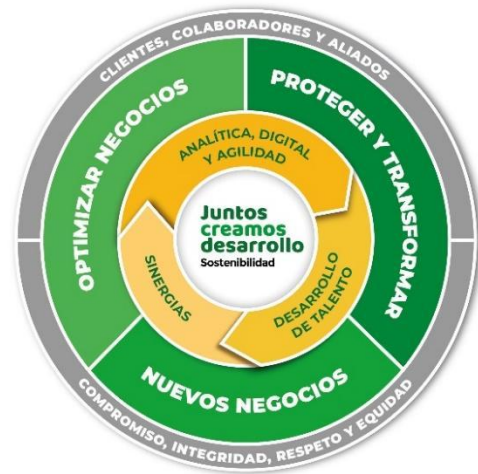 CLIENTES, COLABORADORES Y ALIADOS
OPTIMIZAR NEGOCIOS
PROTEGER Y TRANSFORMAR
ANALÍTICA, DIGITAL
Y AGILIDAD
Juntos
creamos
desarrollo
Sostenibilidad
SINERGIAS
DESARROLLO
DE TALENTO
NUEVOS NEGOCIOS
COMPROMISO, INTEGRIDAD, RESPETO Y EQUIDAD